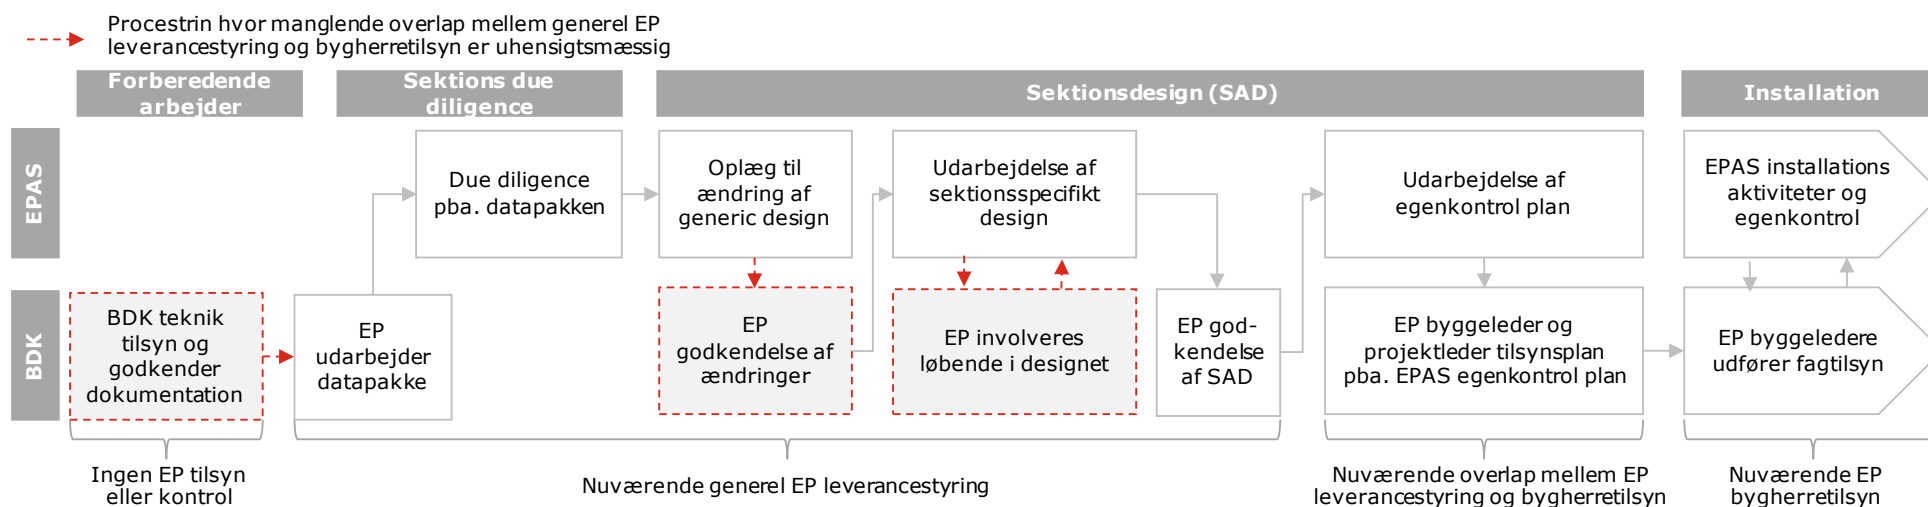 Procestrin hvor manglende overlap mellem generel EP
leverancestyring og bygherretilsyn er uhensigtsmæssig
Forberedende
arbejder
Sektions due
diligence
Sektionsdesign (SAD)
Installation
EPAS
Due diligence
pba. datapakken
Oplæg til
ændring af
generic design
Udarbejdelse af
sektionsspecifikt
design
Udarbejdelse af
egenkontrol plan
EPAS installations
aktiviteter og
egenkontrol
BDK
BDK teknik
tilsyn og
godkender
dokumentation
EP
udarbejder
datapakke
EP
godkendelse af
ændringer
EP involveres
løbende i designet
EP god-
kendelse
af SAD
EP byggeleder og
projektleder tilsynsplan
pba. EPAS egenkontrol plan
EP byggeledere
udfører fagtilsyn
Ingen EP tilsyn
eller kontrol
Nuværende generel EP leverancestyring
Nuværende overlap mellem EP
leverancestyring og bygherretilsyn
Nuværende EP
bygherretilsyn